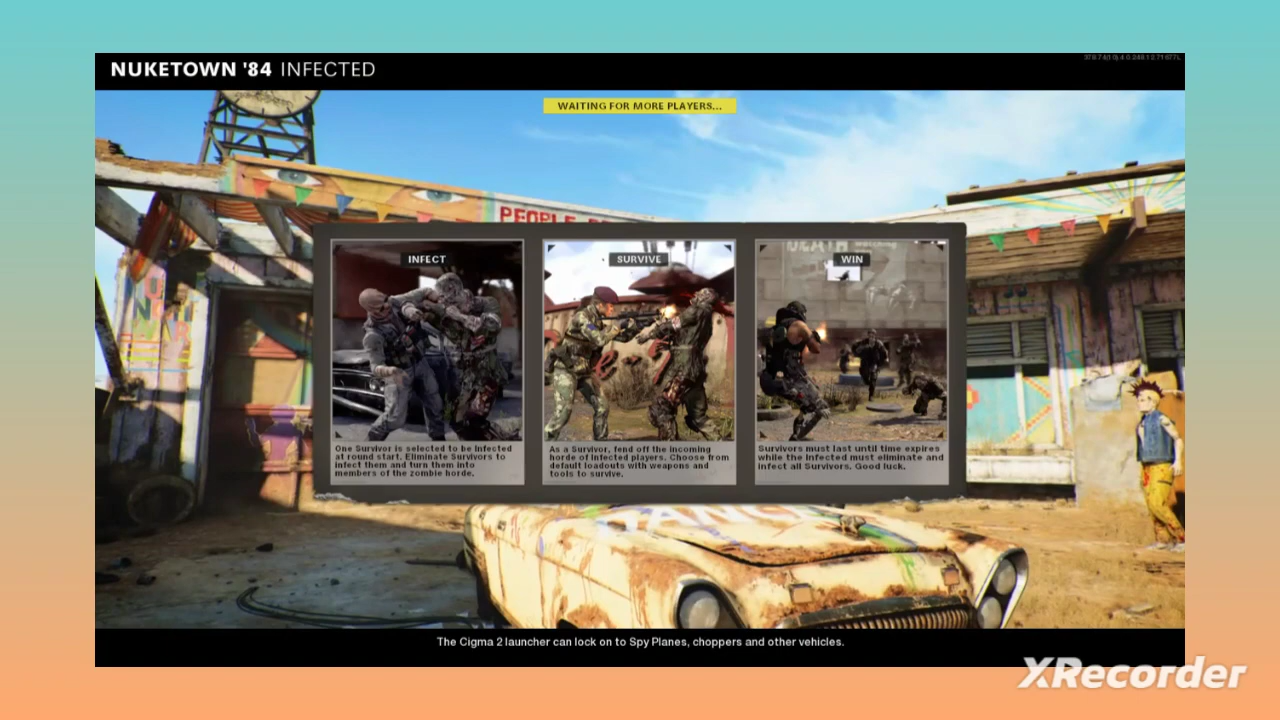 NUKETOWN '84 INFECTED
WAITING FOR MORE PLAYERS...
INFECT
One Survivor is selected to be Infected
at round start. Eliminate Survivors to
infect them and turn them into
members of the zombie horde.
SURVIVE
As a Survivor, fend off the incoming
horde of infected players. Choose from
default loadouts with weapons and
tools to survive.
WIN
Survivors must last until time expires
while the Infected must eliminate and
infect all Survivors. Good luck.
The Cigma 2 launcher can lock on to Spy Planes, choppers and other vehicles.
XRecorder